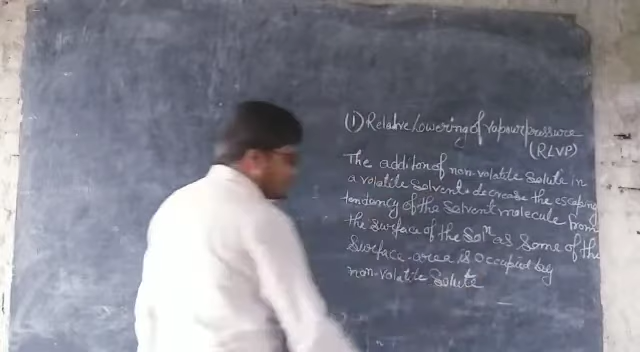 ① Relative Lowering of vapour pressure
(RLVP)
The additon of non-volatile solute in
a volatile solvent decrease the escaping
tendancy of the solvent molecule from
the surface of the solⁿ as some of the
surface area is occupied by
non-volatile solute